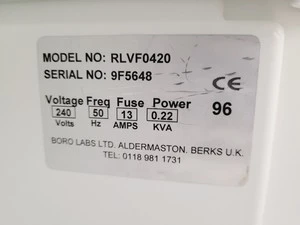 MODEL NO: RLVF0420
SERIAL NO: 9F5648
CE
Voltage Freq Fuse Power
240 50 13 0.22 96
Volts Hz AMPS KVA
BORO LABS LTD. ALDERMASTON. BERKS U.K.
TEL: 0118 981 1731